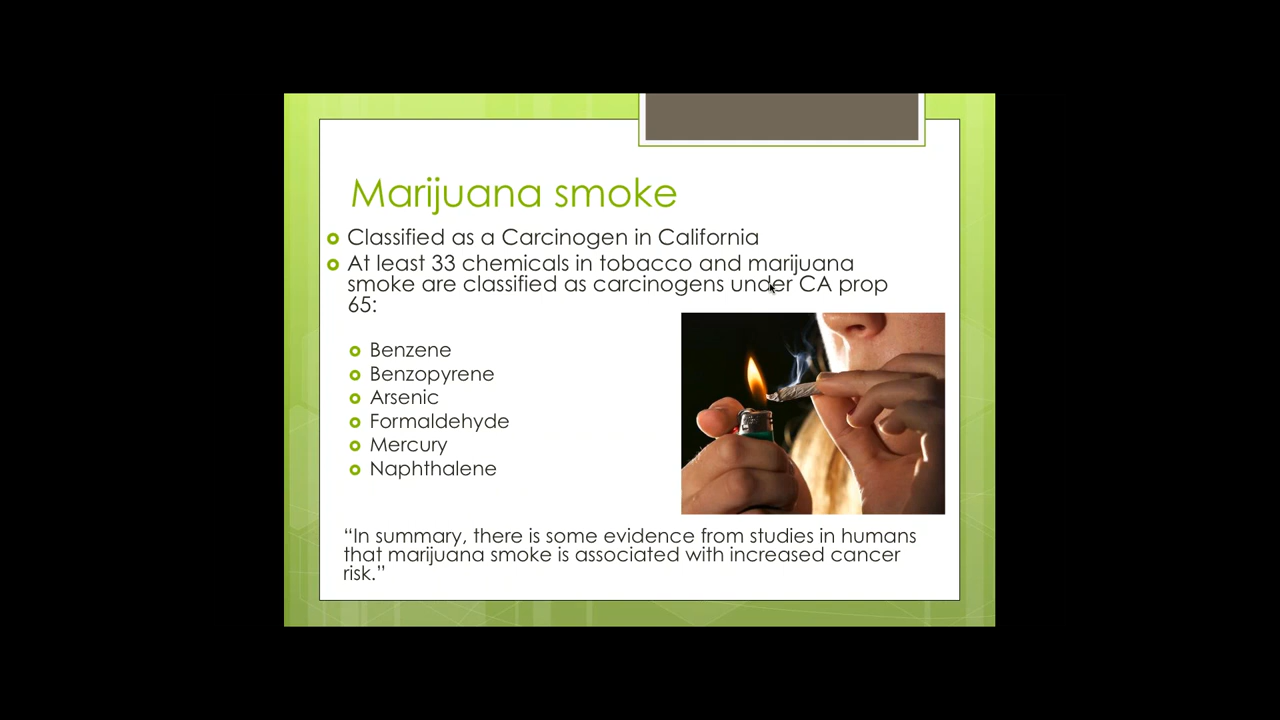 Marijuana smoke
Classified as a Carcinogen in California
At least 33 chemicals in tobacco and marijuana
smoke are classified as carcinogens under CA prop
65:
Benzene
Benzopyrene
Arsenic
Formaldehyde
Mercury
Naphthalene
“In summary, there is some evidence from studies in humans
that marijuana smoke is associated with increased cancer
risk.”